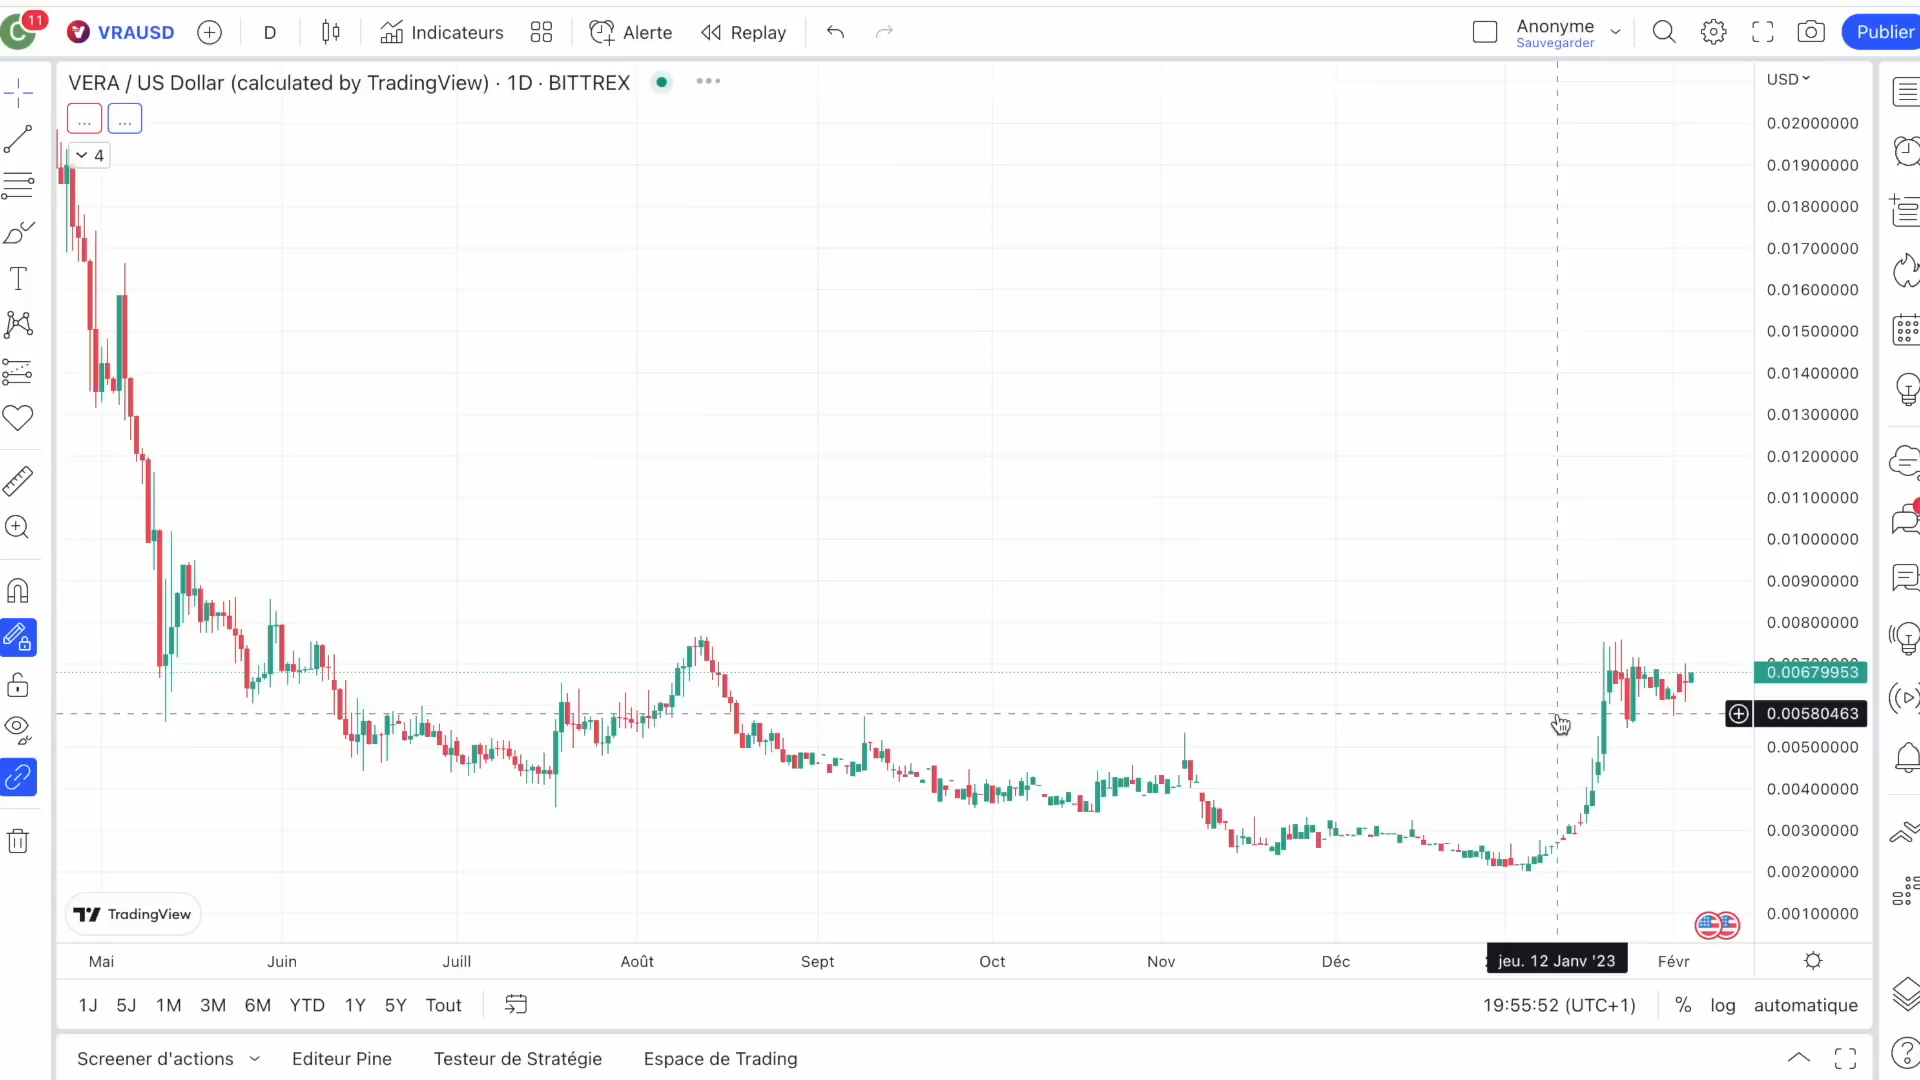 C
11
VRAUSD
D
Indicateurs
Alerte
Replay
Anonyme
Sauvegarder
Publier
VERA / US Dollar (calculated by TradingView) · 1D · BITTREX
USD
...
...
4
0.02000000
0.01900000
0.01800000
0.01700000
0.01600000
0.01500000
0.01400000
0.01300000
0.01200000
0.01100000
0.01000000
0.00900000
0.00800000
0.00679953
0.00580463
0.00500000
0.00400000
0.00300000
0.00200000
0.00100000
TradingView
Mai
Juin
Juill
Août
Sept
Oct
Nov
Déc
jeu. 12 Janv '23
Févr
1J
5J
1M
3M
6M
YTD
1Y
5Y
Tout
19:55:52 (UTC+1)
%
log
automatique
Screener d'actions
Editeur Pine
Testeur de Stratégie
Espace de Trading